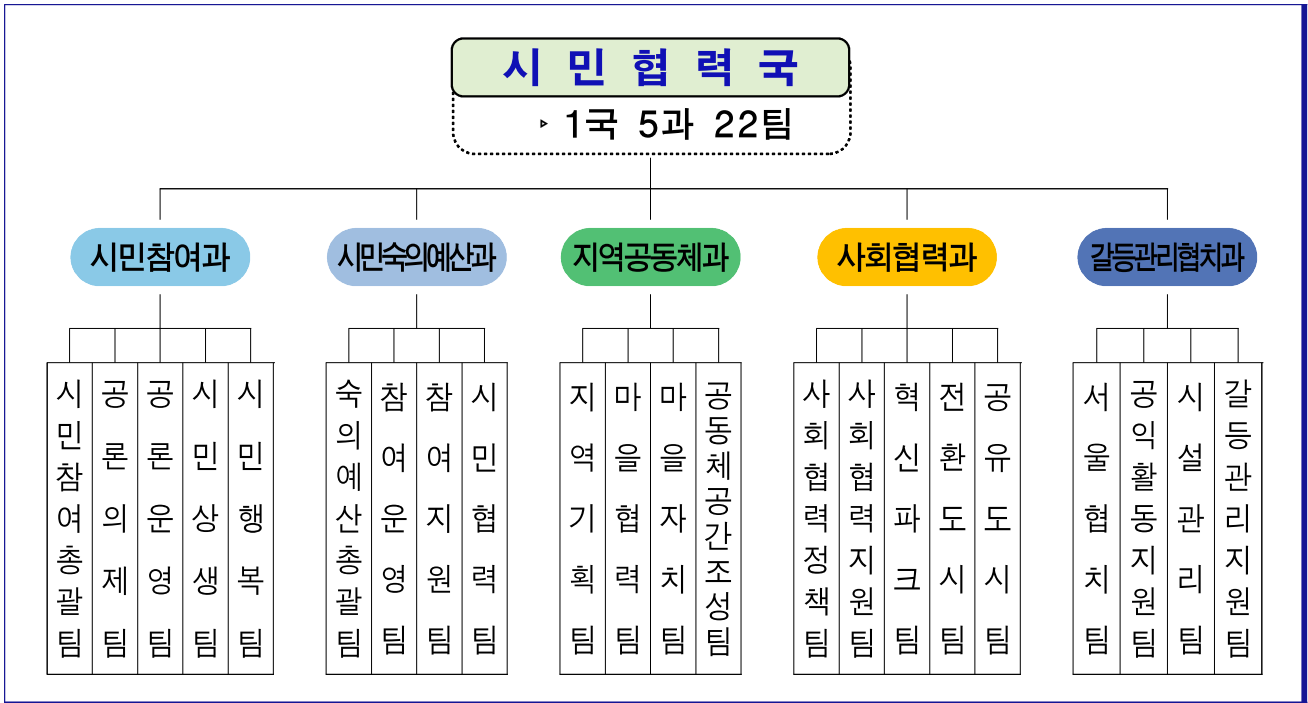 시민협력국
▹ 1국 5과 22팀
시민참여과
시민숙의예산과
지역공동체과
사회협력과
갈등관리협치과
시민참여총괄팀
공론의제팀
공론운영팀
시민상생팀
시민행복팀
숙의예산총괄팀
참여운영팀
참여지원팀
시민협력팀
지역기획팀
마을협력팀
마을자치팀
공동체공간조성팀
사회협력정책팀
사회협력지원팀
혁신파크팀
전환도시팀
공유도시팀
서울협치팀
공익활동지원팀
시설관리팀
갈등관리지원팀